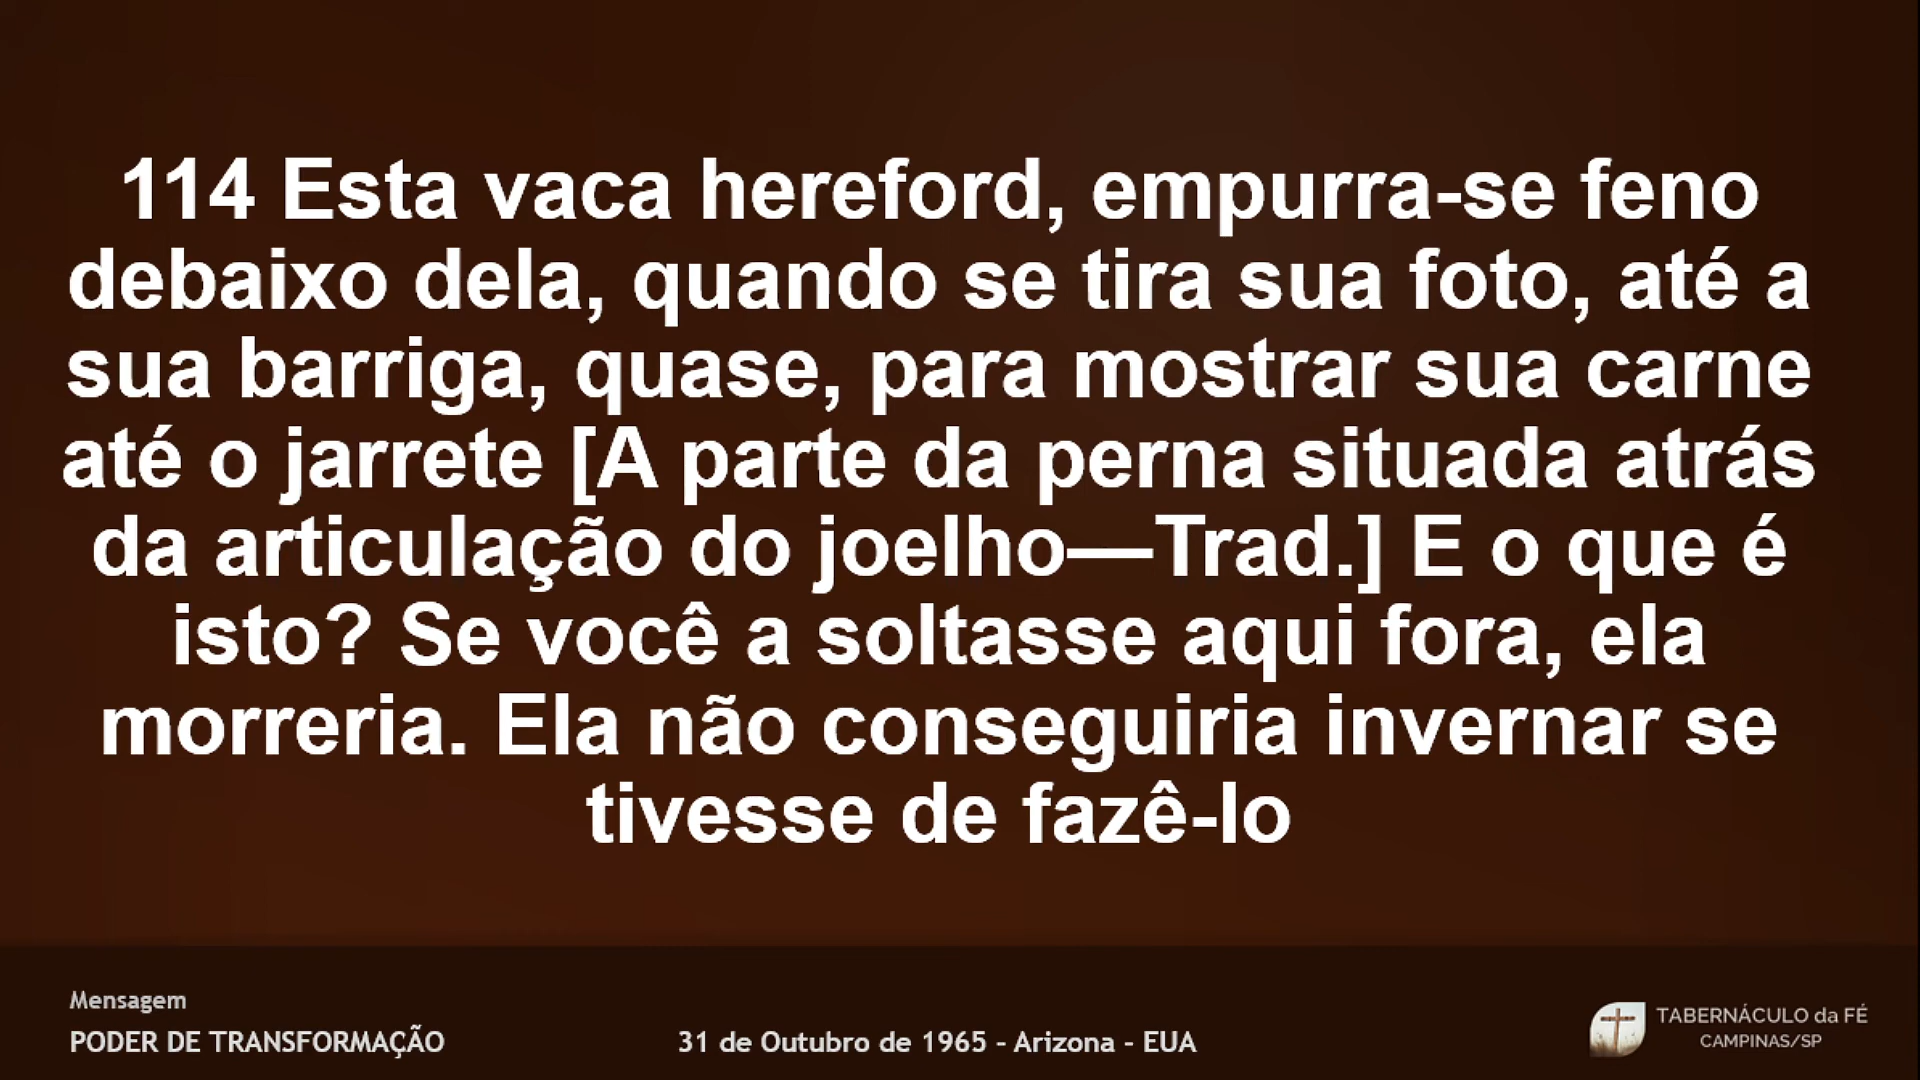 114 Esta vaca hereford, empurra-se feno
debaixo dela, quando se tira sua foto, até a
sua barriga, quase, para mostrar sua carne
até o jarrete [A parte da perna situada atrás
da articulação do joelho—Trad.] E o que é
isto? Se você a soltasse aqui fora, ela
morreria. Ela não conseguiria invernar se
tivesse de fazê-lo
Mensagem
PODER DE TRANSFORMAÇÃO
31 de Outubro de 1965 - Arizona - EUA
TABERNÁCULO da FÉ
CAMPINAS/SP